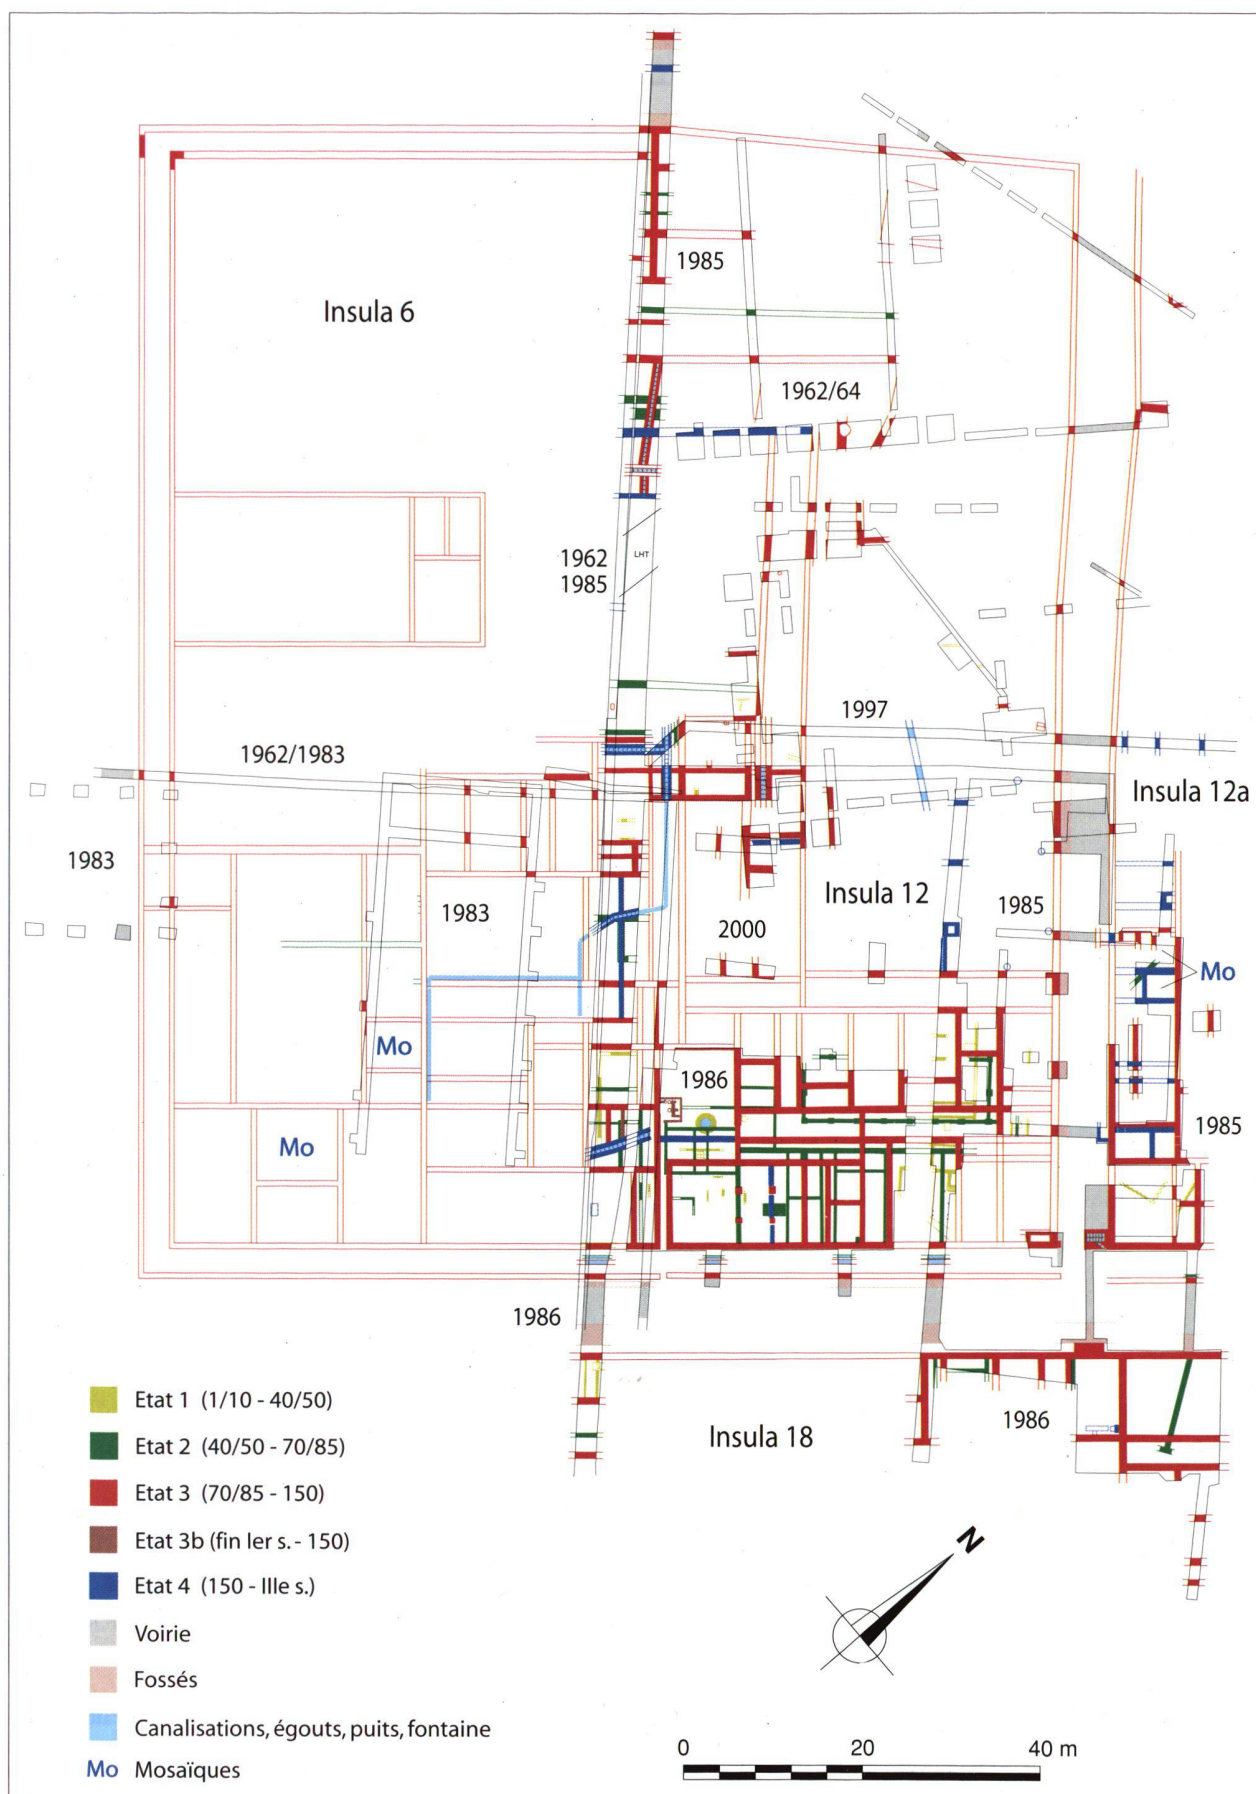 1985
Insula 6
1962/64
1962
1985
LHT
1997
1962/1983
Insula 12a
1983
Insula 12
1985
1983
2000
Mo
Mo
1986
Mo
1985
1986
Insula 18
1986
Etat 1 (1/10 - 40/50)
Etat 2 (40/50 - 70/85)
Etat 3 (70/85 - 150)
Etat 3b (fin Ier s. - 150)
Etat 4 (150 - IIIe s.)
Voirie
Fossés
Canalisations, égouts, puits, fontaine
Mo Mosaïques
N
0 20 40 m